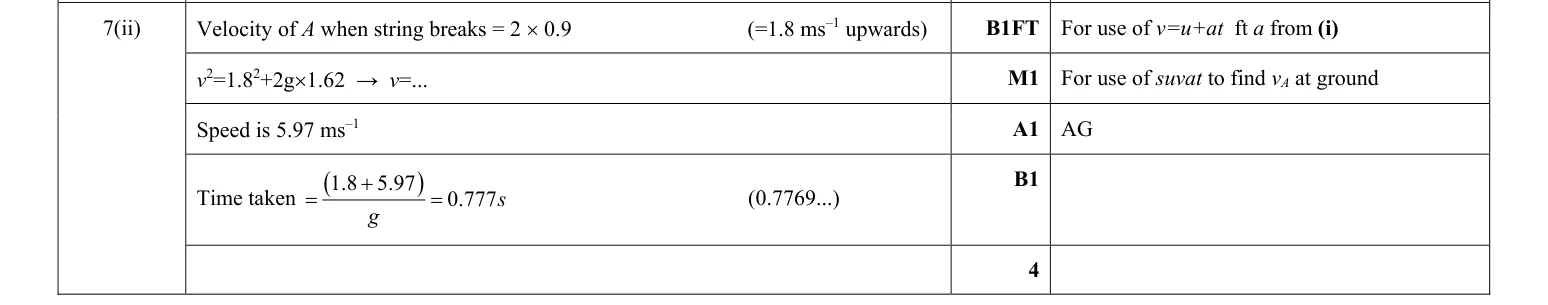 7(ii) Velocity of A when string breaks = 2 × 0.9 (=1.8 ms⁻¹ upwards) B1FT For use of v=u+at ft a from (i)
v²=1.8²+2g×1.62 → v=... M1 For use of suvat to find v_A at ground
Speed is 5.97 ms⁻¹ A1 AG
Time taken = (1.8+5.97)/g = 0.777s (0.7769...) B1
4